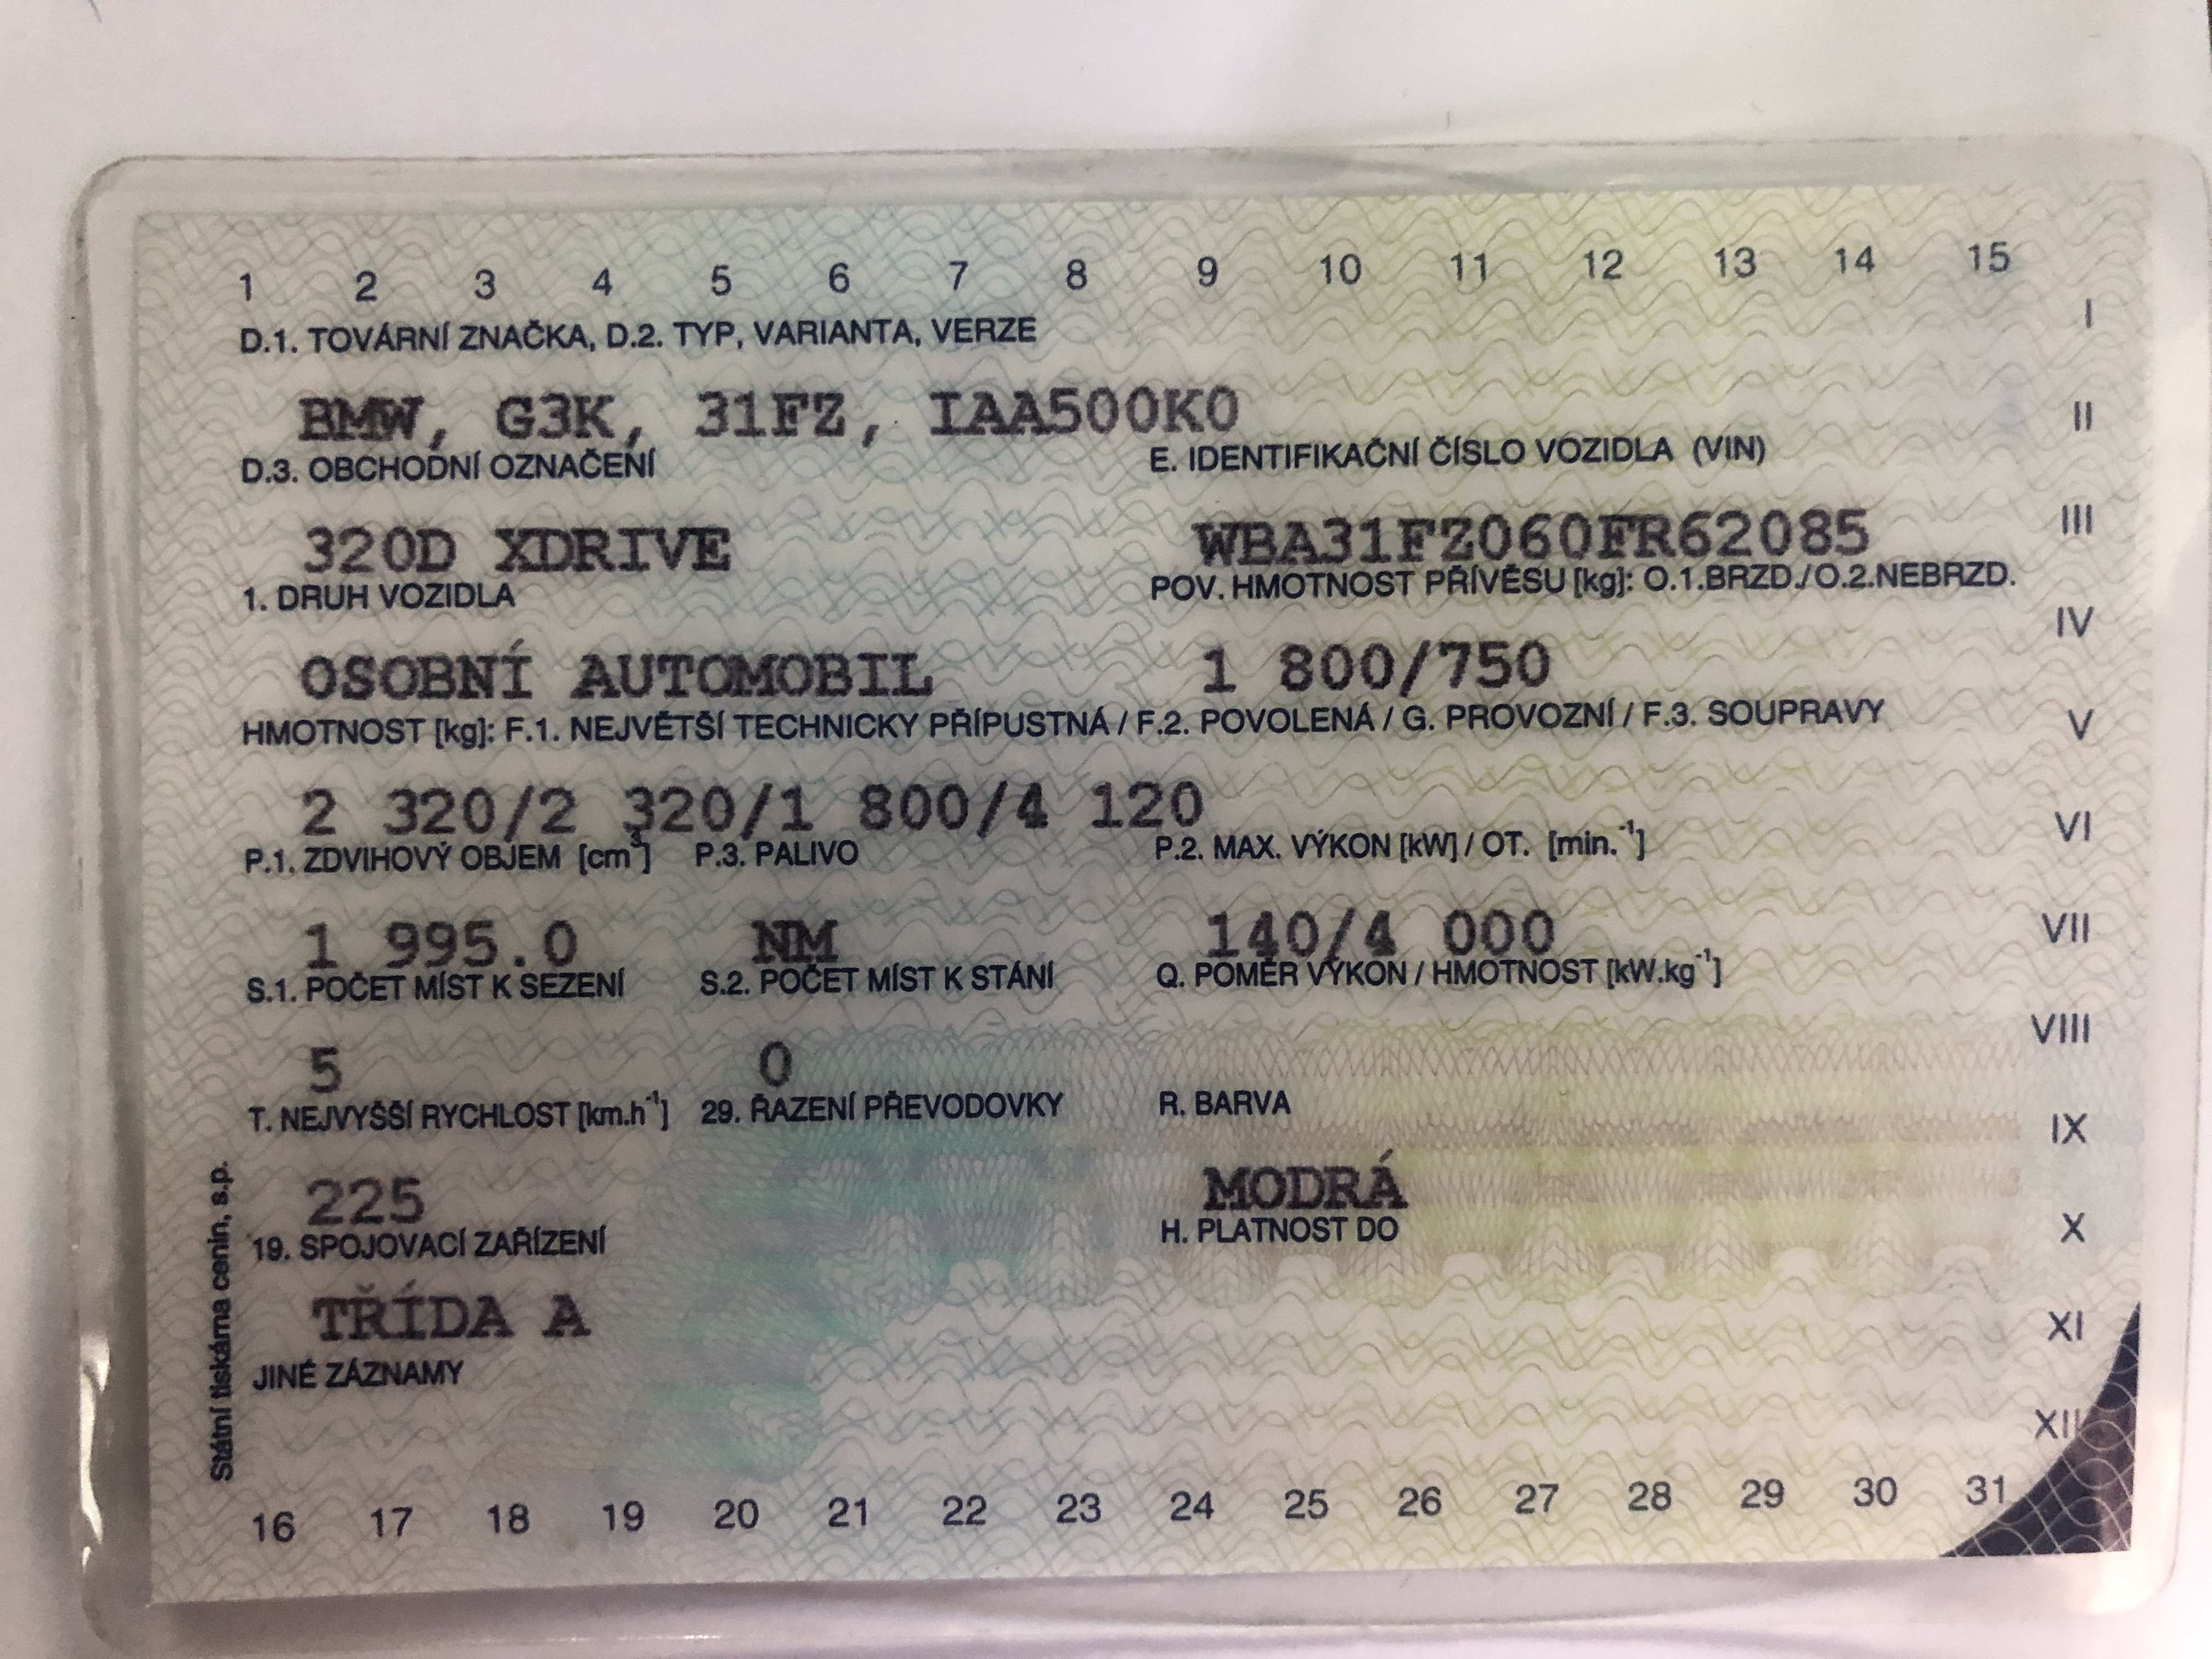 1 2 3 4 5 6 7 8 9 10 11 12 13 14 15
I
D.1. TOVÁRNÍ ZNAČKA, D.2. TYP, VARIANTA, VERZE
BMW, G3K, 31FZ, IAA500K0
II
D.3. OBCHODNÍ OZNAČENÍ E. IDENTIFIKAČNÍ ČÍSLO VOZIDLA (VIN)
320D XDRIVE WBA31FZ060FR62085
III
1. DRUH VOZIDLA POV. HMOTNOST PŘÍVĚSU [kg]: O.1.BRZD./O.2.NEBRZD.
IV
OSOBNÍ AUTOMOBIL 1 800/750
HMOTNOST [kg]: F.1. NEJVĚTŠÍ TECHNICKY PŘÍPUSTNÁ / F.2. POVOLENÁ / G. PROVOZNÍ / F.3. SOUPRAVY
V
2 320/2 320/1 800/4 120
VI
P.1. ZDVIHOVÝ OBJEM [cm³] P.3. PALIVO P.2. MAX. VÝKON [kW] / OT. [min.⁻¹]
1 995.0 NM 140/4 000
VII
S.1. POČET MÍST K SEZENÍ S.2. POČET MÍST K STÁNÍ Q. POMĚR VÝKON / HMOTNOST [kW.kg⁻¹]
VIII
5 0
T. NEJVYŠŠÍ RYCHLOST [km.h⁻¹] 29. ŘAZENÍ PŘEVODOVKY R. BARVA
IX
225 MODRÁ
19. SPOJOVACÍ ZAŘÍZENÍ H. PLATNOST DO
X
TŘÍDA A
XI
JINÉ ZÁZNAMY
XII
Státní tiskárna cenin, s.p.
16 17 18 19 20 21 22 23 24 25 26 27 28 29 30 31